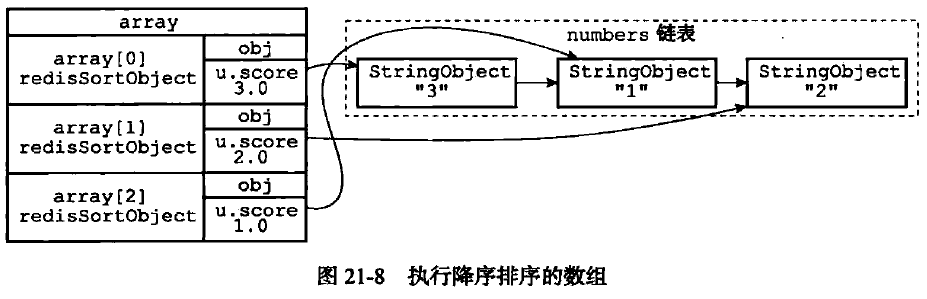 array
array[0]
redisSortObject
obj
u.score
3.0
array[1]
redisSortObject
obj
u.score
2.0
array[2]
redisSortObject
obj
u.score
1.0
numbers 链表
StringObject
"3"
StringObject
"1"
StringObject
"2"
图 21-8 执行降序排序的数组